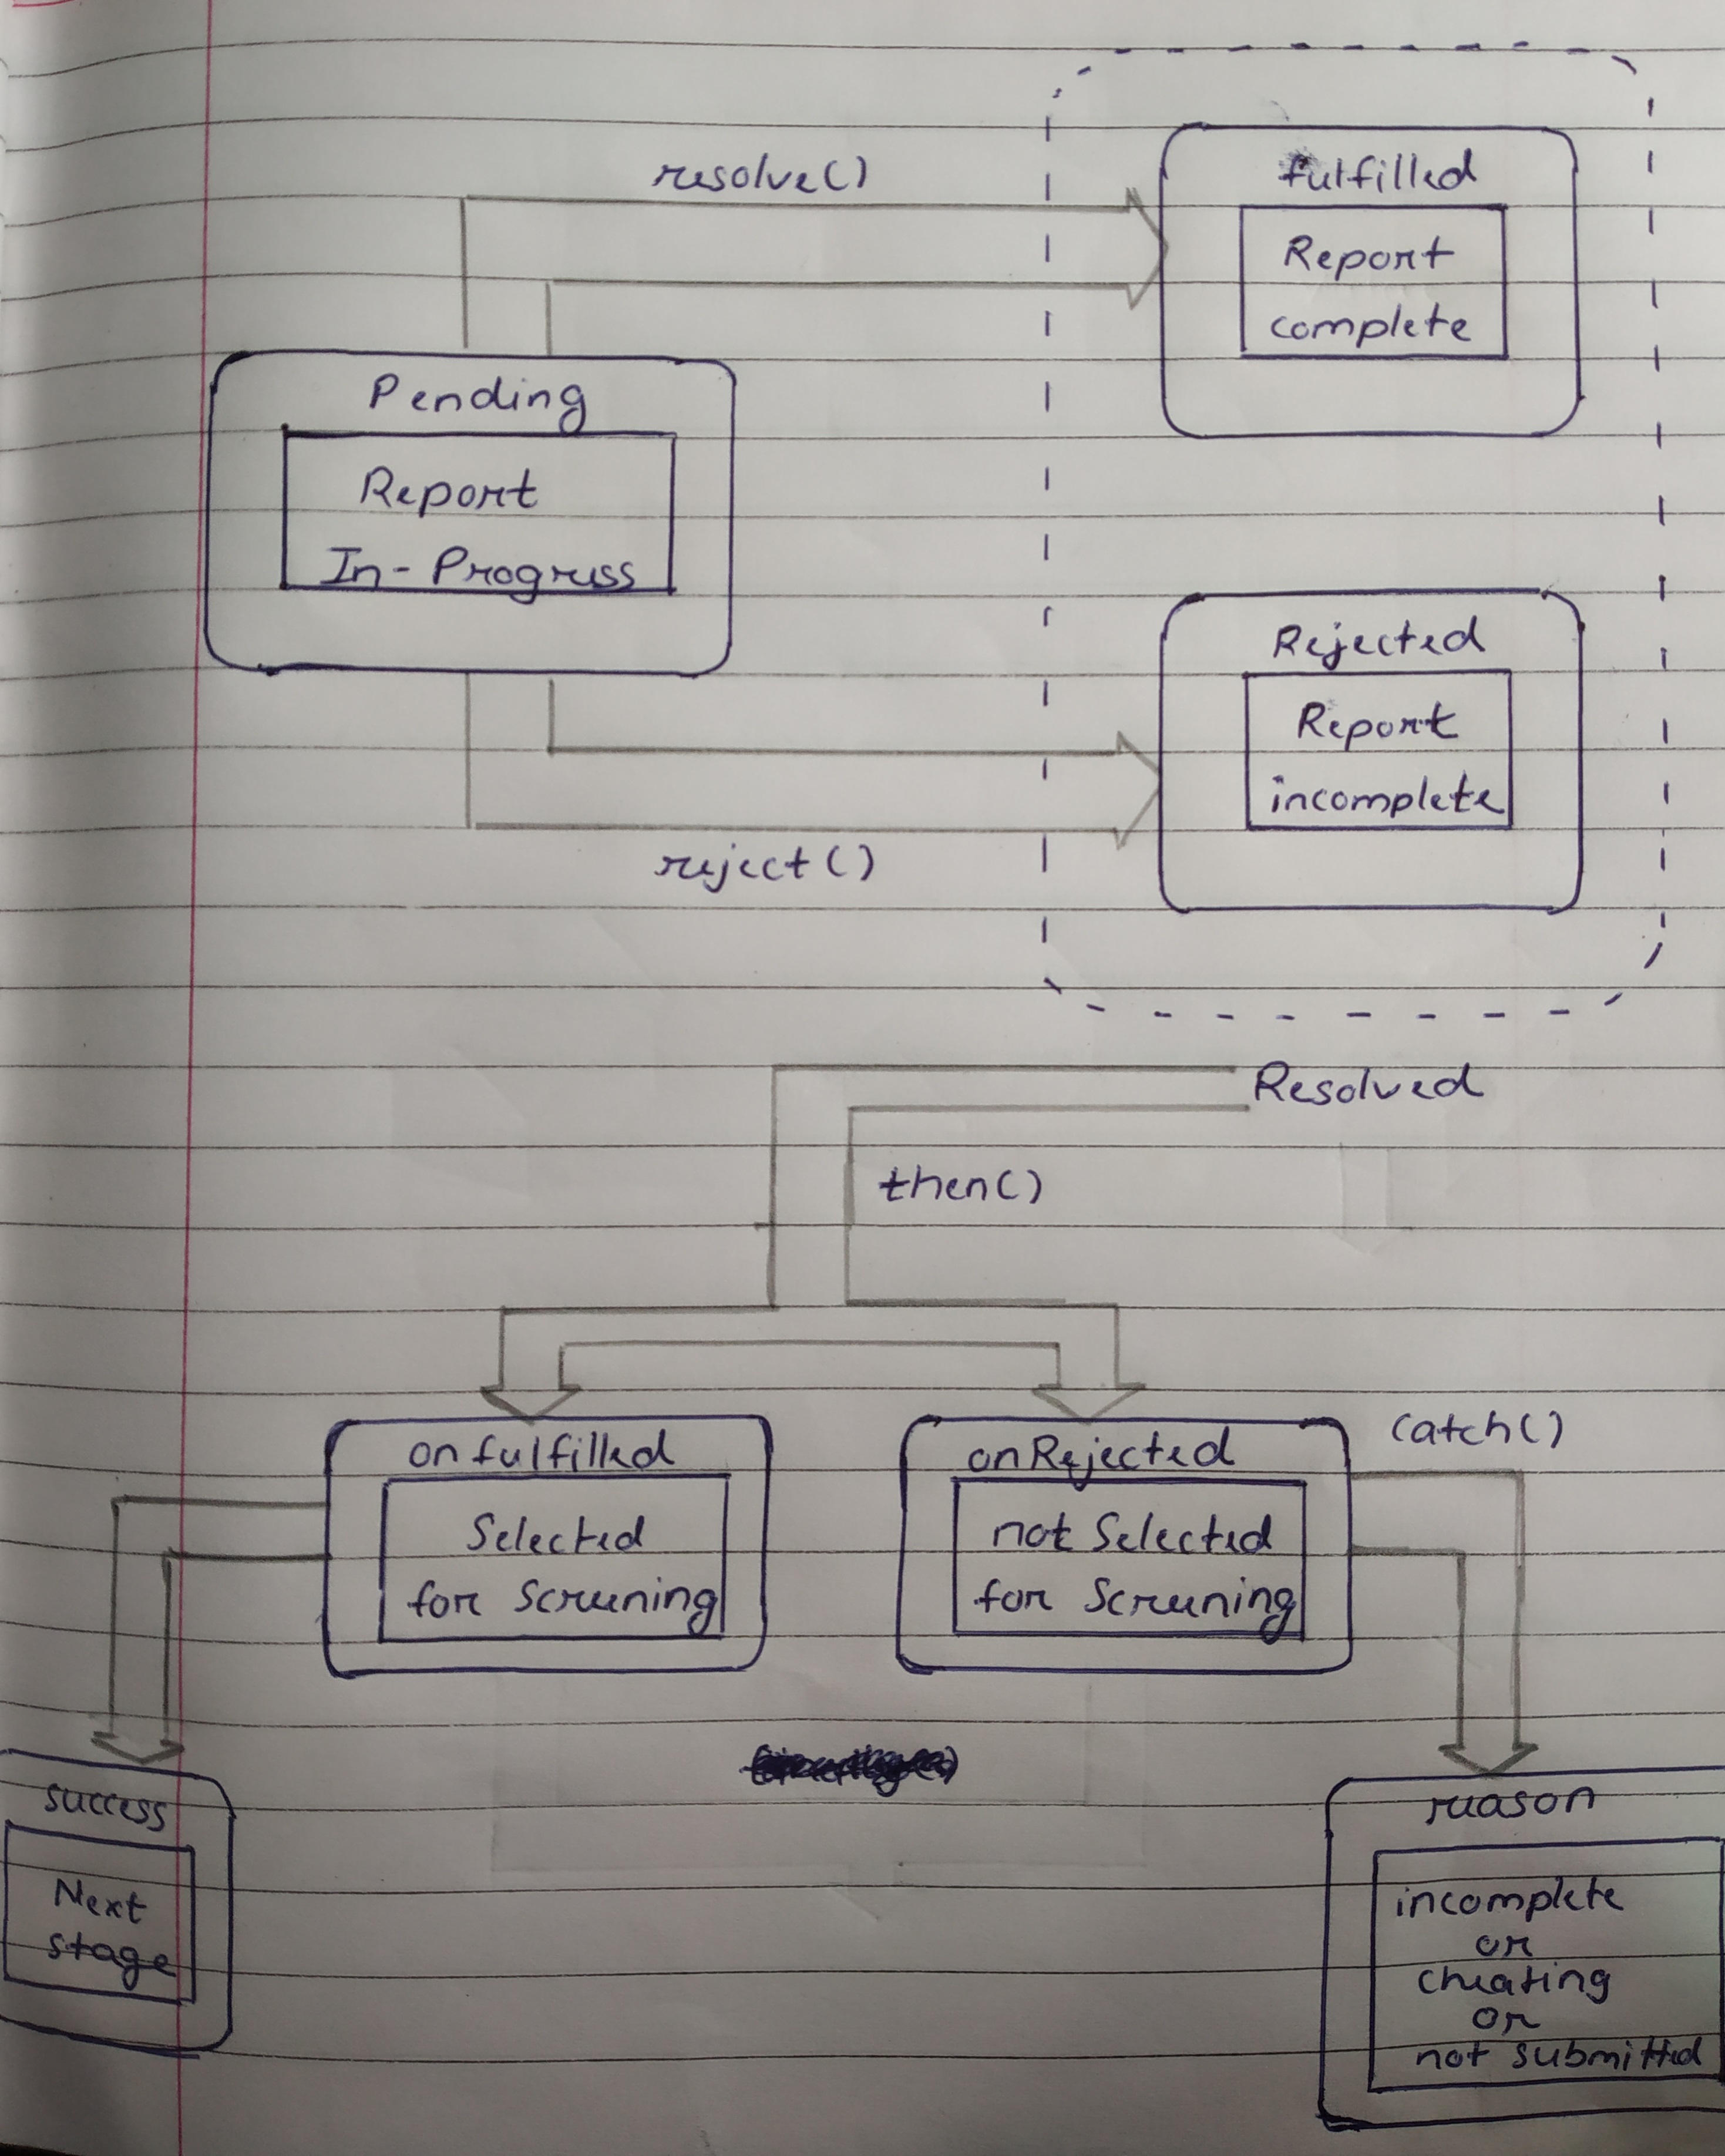 resolve()
fulfilled
Report
complete
Pending
Report
In-Progress
Rejected
Report
incomplete
reject()
Resolved
then()
onfulfilled
Selected
for Screening
onRejected
not Selected
for Screening
catch()
success
Next
stage
reason
incomplete
or
cheating
or
not submitted